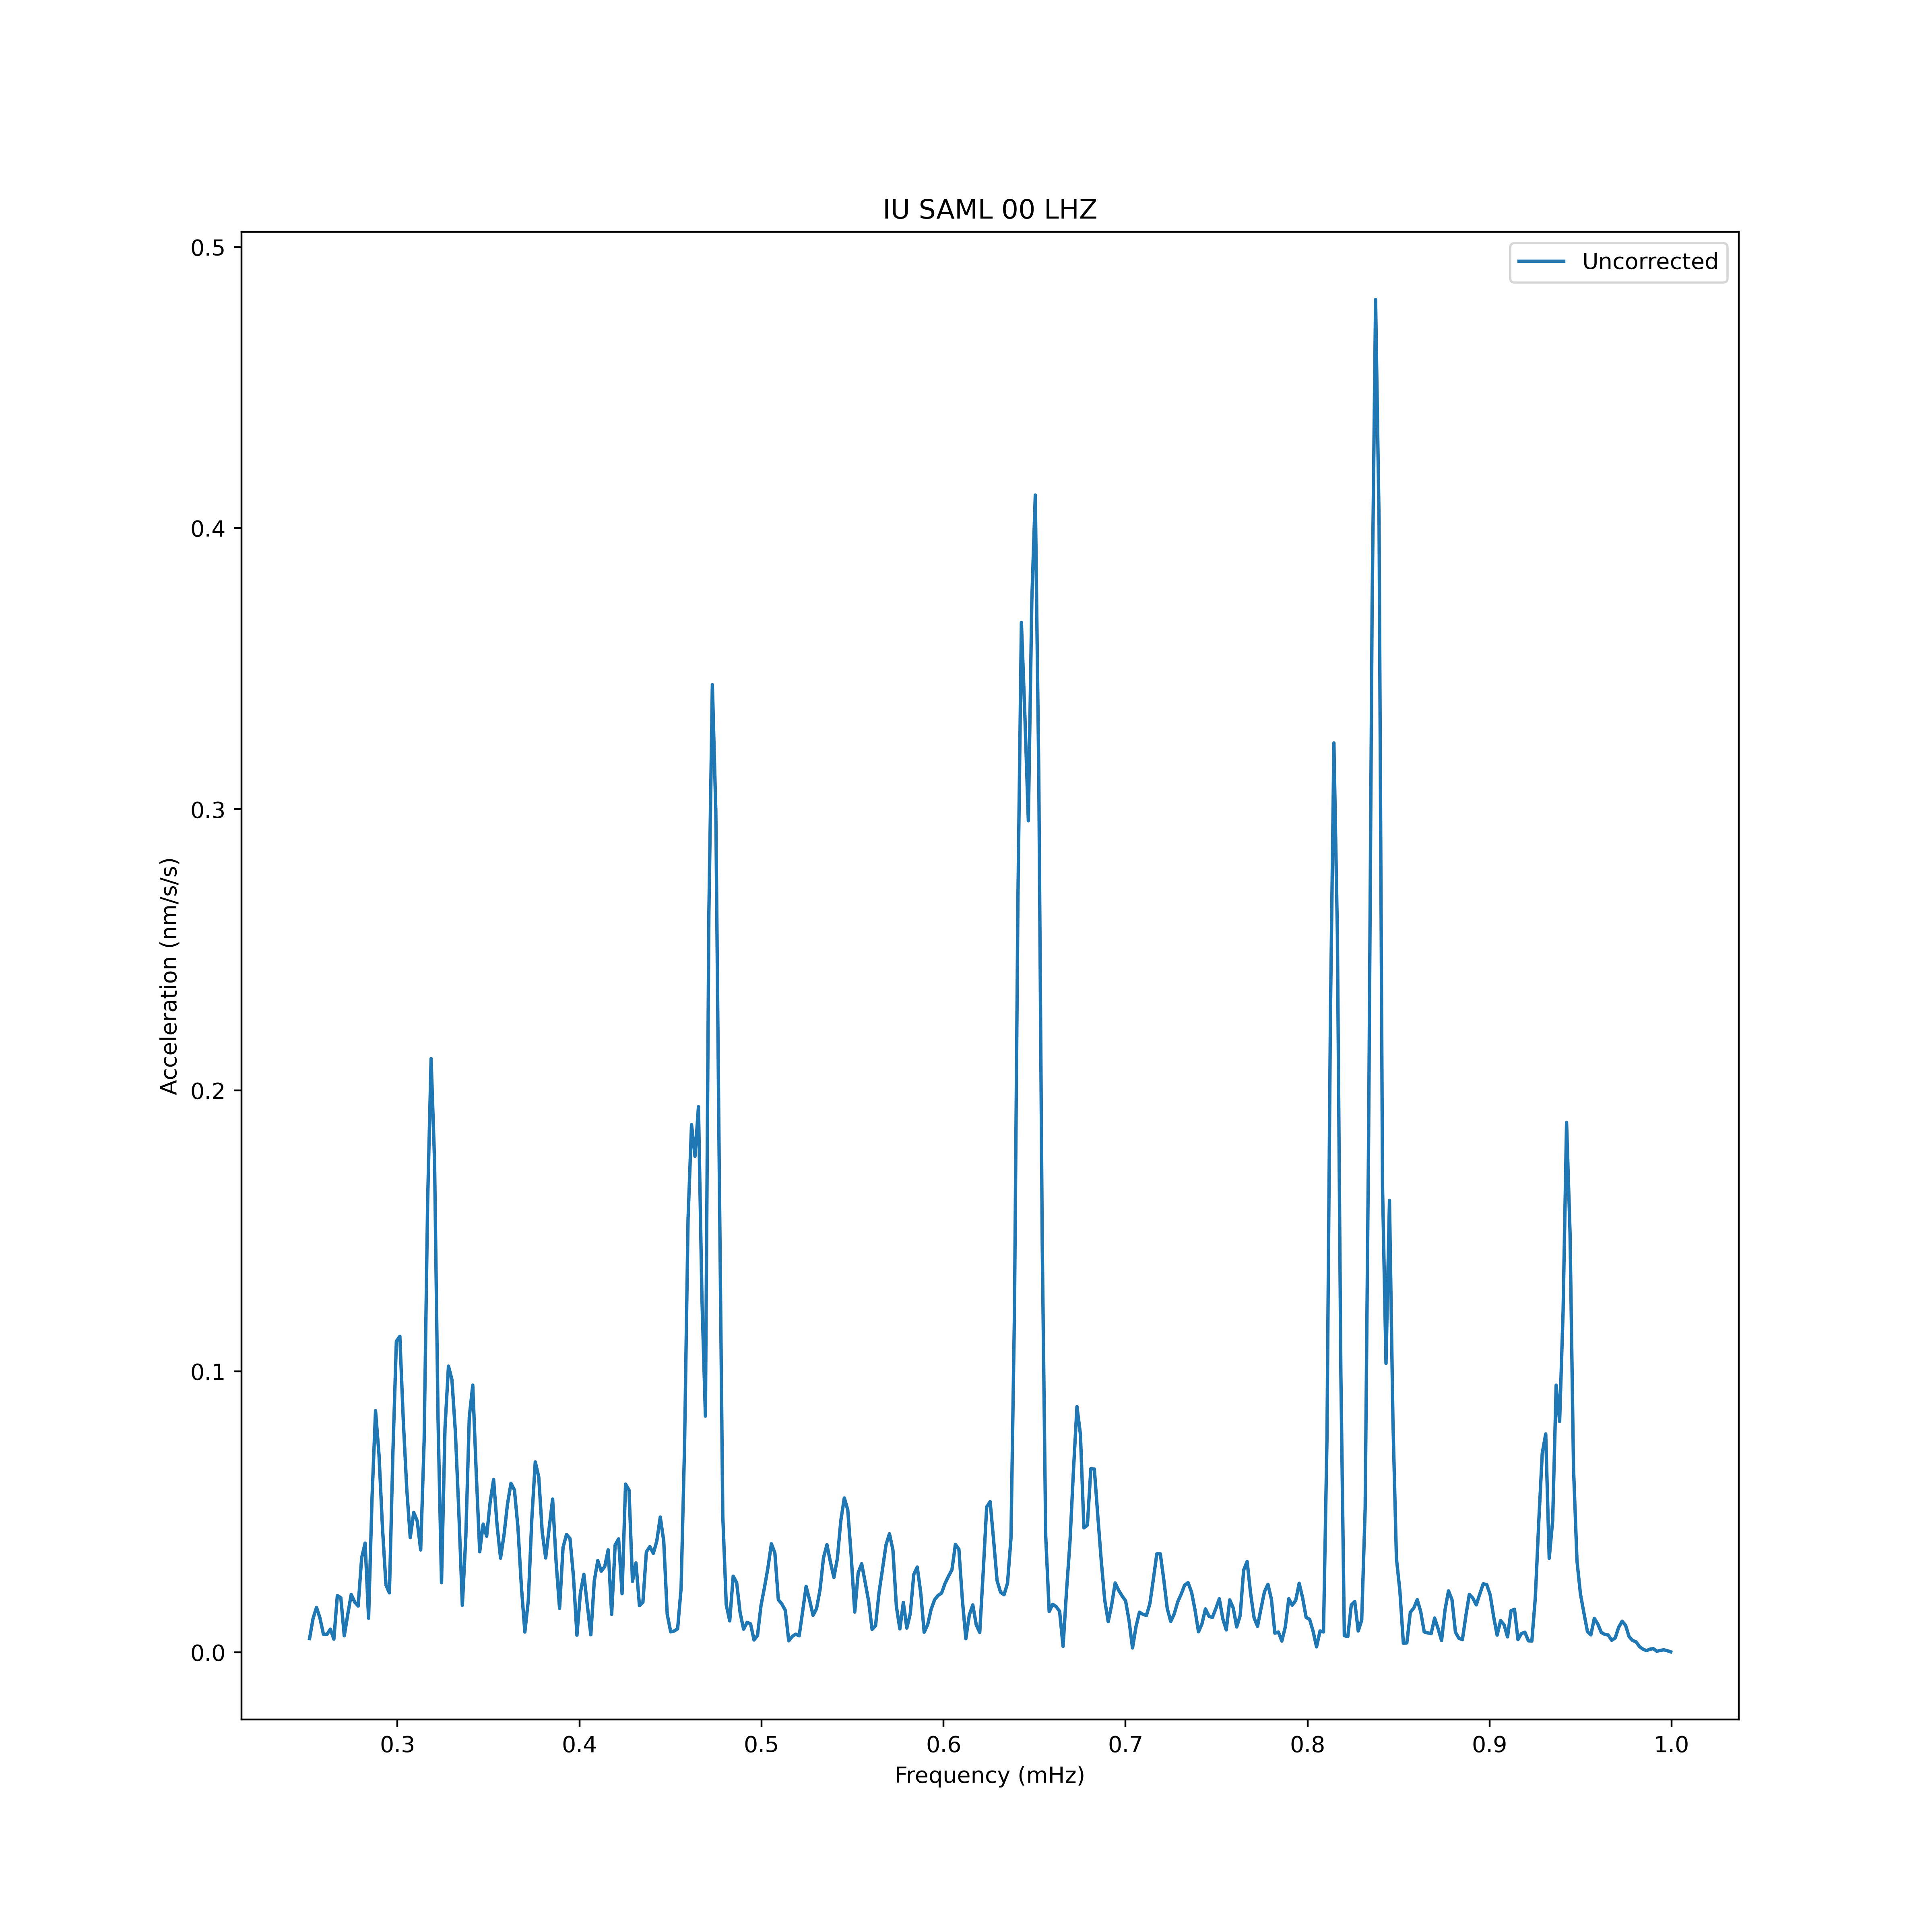 IU SAML 00 LHZ
Uncorrected
0.5
0.4
0.3
0.2
0.1
0.0
Acceleration (nm/s/s)
0.3 0.4 0.5 0.6 0.7 0.8 0.9 1.0
Frequency (mHz)